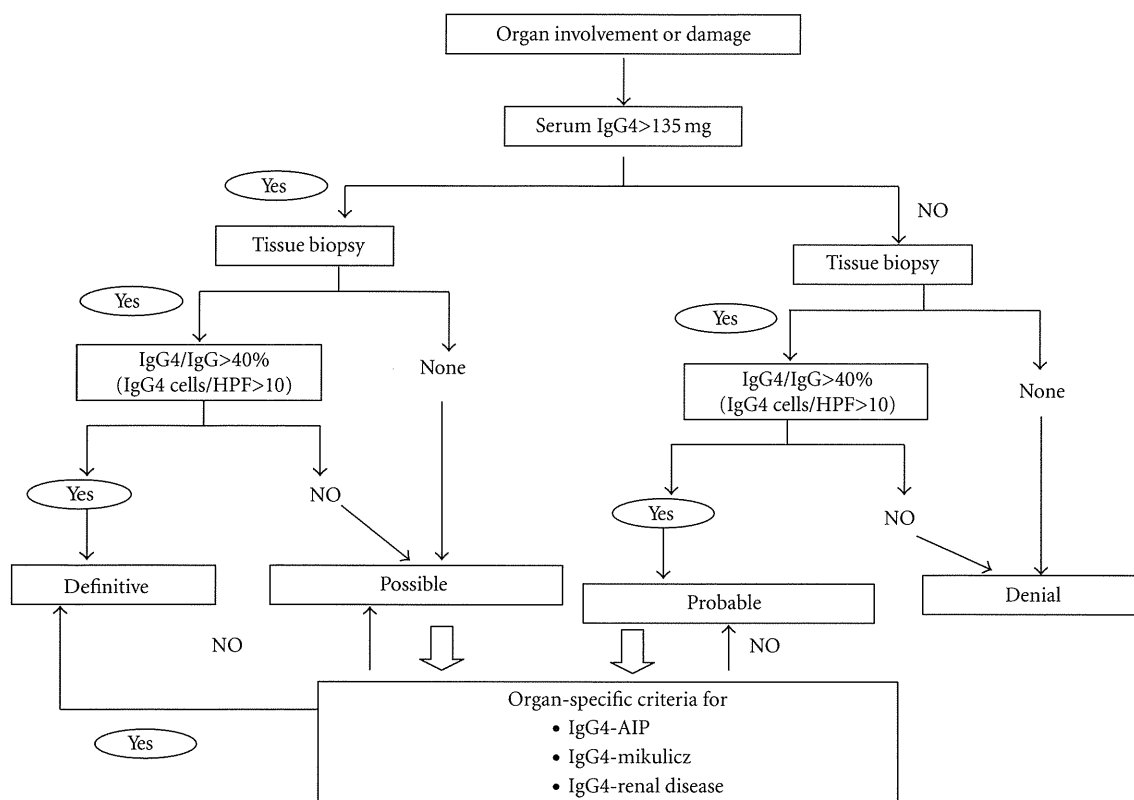 Organ involvement or damage
Serum IgG4>135 mg
Yes
NO
Tissue biopsy
Tissue biopsy
Yes
Yes
IgG4/IgG>40%
(IgG4 cells/HPF>10)
None
IgG4/IgG>40%
(IgG4 cells/HPF>10)
None
Yes
NO
Yes
NO
Definitive
Possible
Probable
Denial
NO
NO
Organ-specific criteria for
• IgG4-AIP
• IgG4-mikulicz
• IgG4-renal disease
Yes